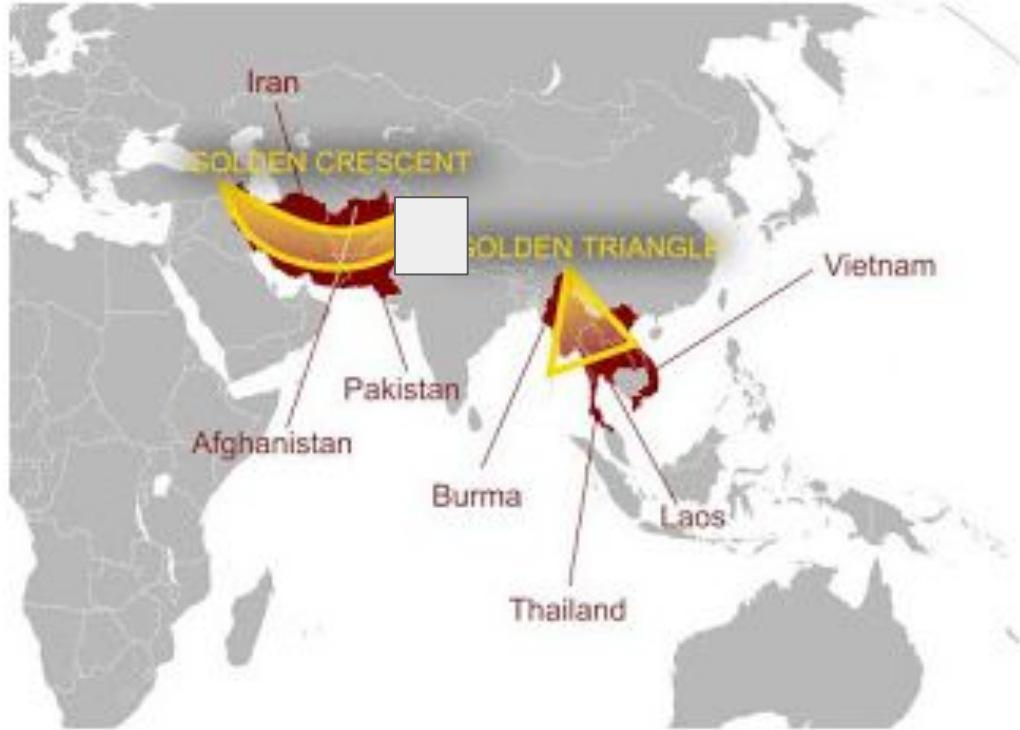 Iran
GOLDEN CRESCENT
GOLDEN TRIANGLE
Vietnam
Pakistan
Afghanistan
Burma
Laos
Thailand